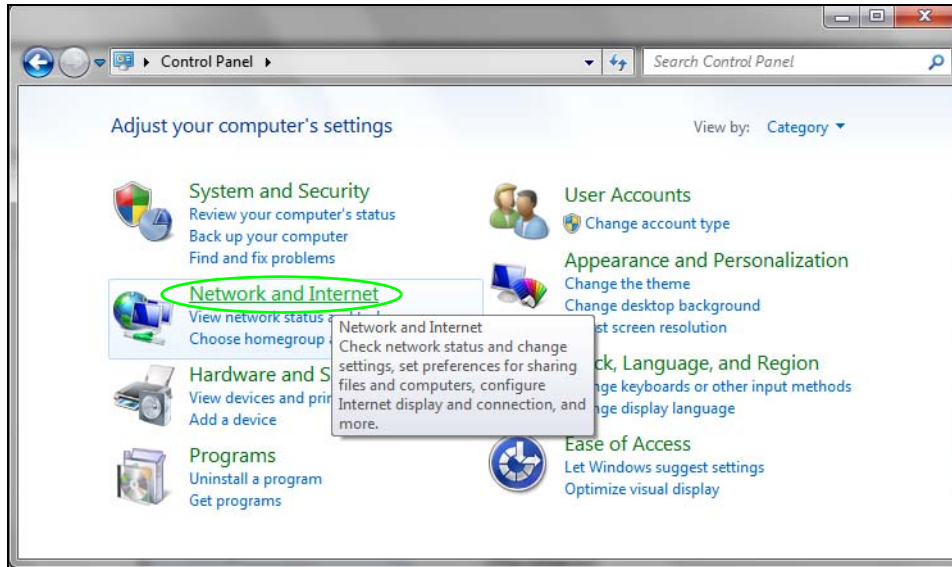 Control Panel
Search Control Panel
Adjust your computer's settings
View by: Category
System and Security
Review your computer's status
Back up your computer
Find and fix problems
Network and Internet
View network status
Choose homegroup
Hardware and S
View devices and prin
Add a device
Programs
Uninstall a program
Get programs
Network and Internet
Check network status and change
settings, set preferences for sharing
files and computers, configure
Internet display and connection, and
more.
User Accounts
Change account type
Appearance and Personalization
Change the theme
Change desktop background
st screen resolution
ck, Language, and Region
nge keyboards or other input methods
nge display language
Ease of Access
Let Windows suggest settings
Optimize visual display